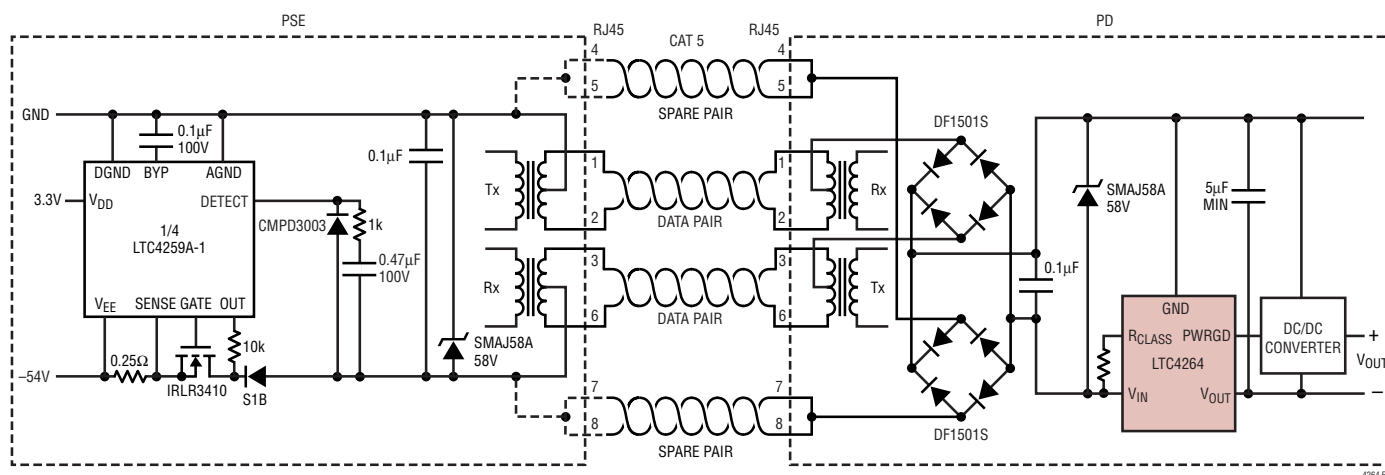 PSE
RJ45
CAT 5
RJ45
PD
4
5
SPARE PAIR
4
5
GND
0.1µF
100V
DGND
BYP
AGND
3.3V
VDD
DETECT
1/4
LTC4259A-1
VEE
SENSE
GATE
OUT
CMPD3003
1k
0.47µF
100V
0.1µF
–54V
0.25Ω
IRLR3410
10k
S1B
SMAJ58A
58V
Tx
1
2
DATA PAIR
1
2
Rx
Rx
3
6
DATA PAIR
3
6
Tx
7
8
SPARE PAIR
7
8
DF1501S
DF1501S
0.1µF
SMAJ58A
58V
5µF
MIN
GND
RCLASS
PWRGD
LTC4264
VIN
VOUT
DC/DC
CONVERTER
+
VOUT
–